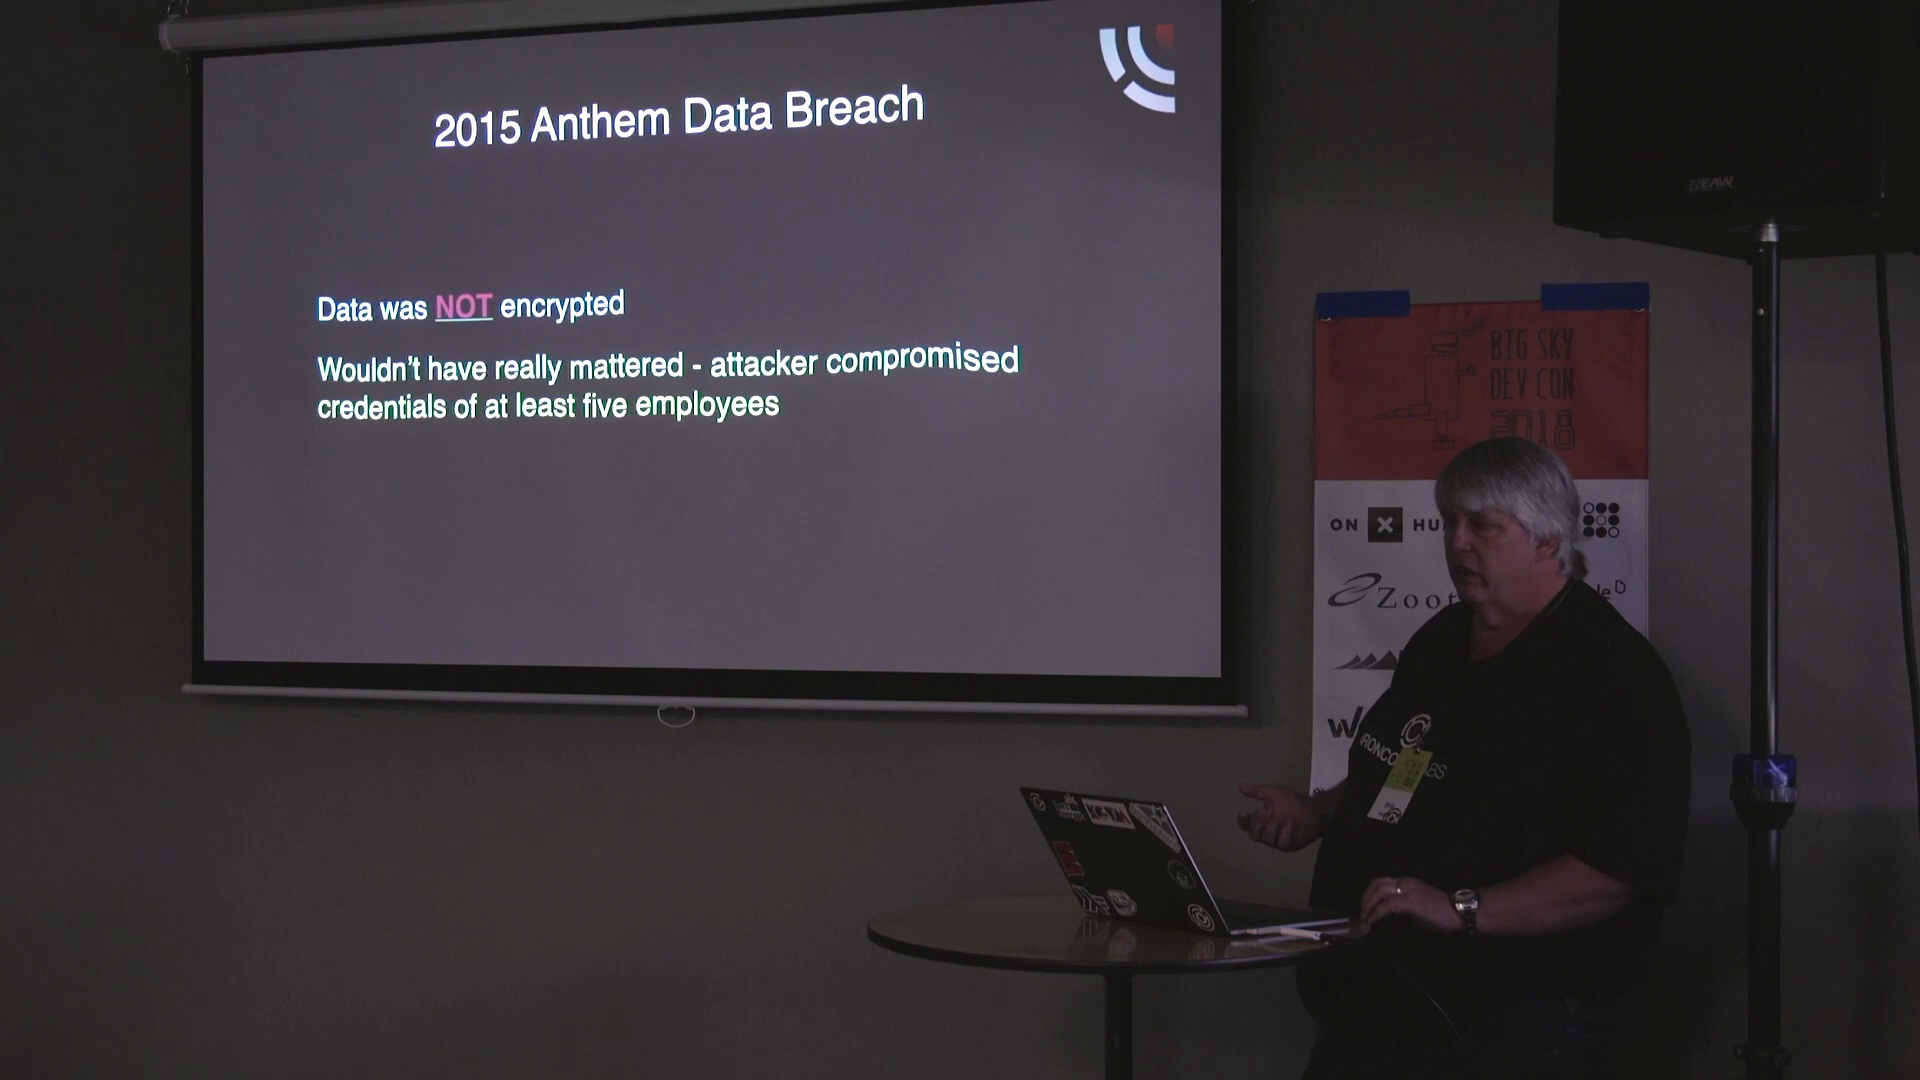 2015 Anthem Data Breach
Data was NOT encrypted
Wouldn't have really mattered - attacker compromised
credentials of at least five employees
EAW
BIG SKY
DEV CON
2018
ON X HU
Zoot